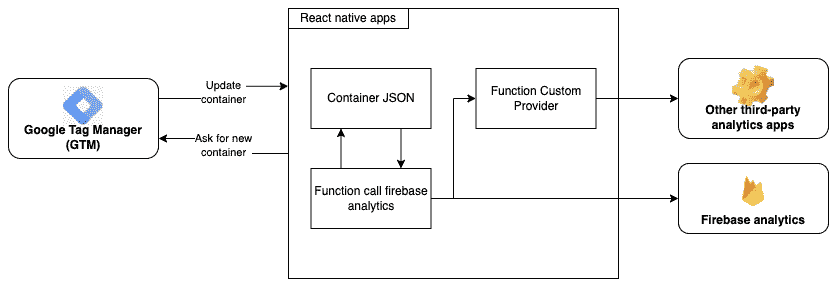 React native apps
Google Tag Manager
(GTM)
Update
container
Ask for new
container
Container JSON
Function call firebase
analytics
Function Custom
Provider
Other third-party
analytics apps
Firebase analytics